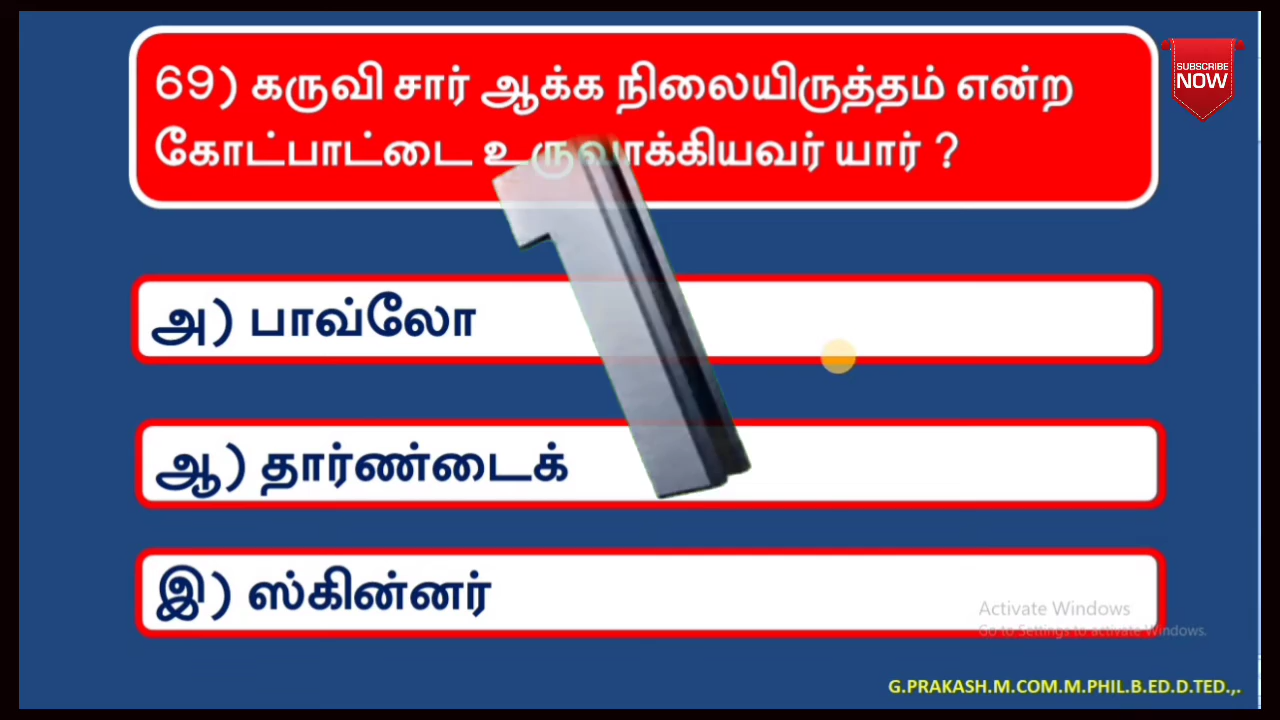 69) கருவி சார் ஆக்க நிலையிருத்தம் என்ற
கோட்பாட்டை உருவாக்கியவர் யார் ?
SUBSCRIBE
NOW
அ) பாவ்லோ
ஆ) தார்ண்டைக்
இ) ஸ்கின்னர்
Activate Windows
Go to Settings to activate Windows.
G.PRAKASH.M.COM.M.PHIL.B.ED.D.TED.,.
1